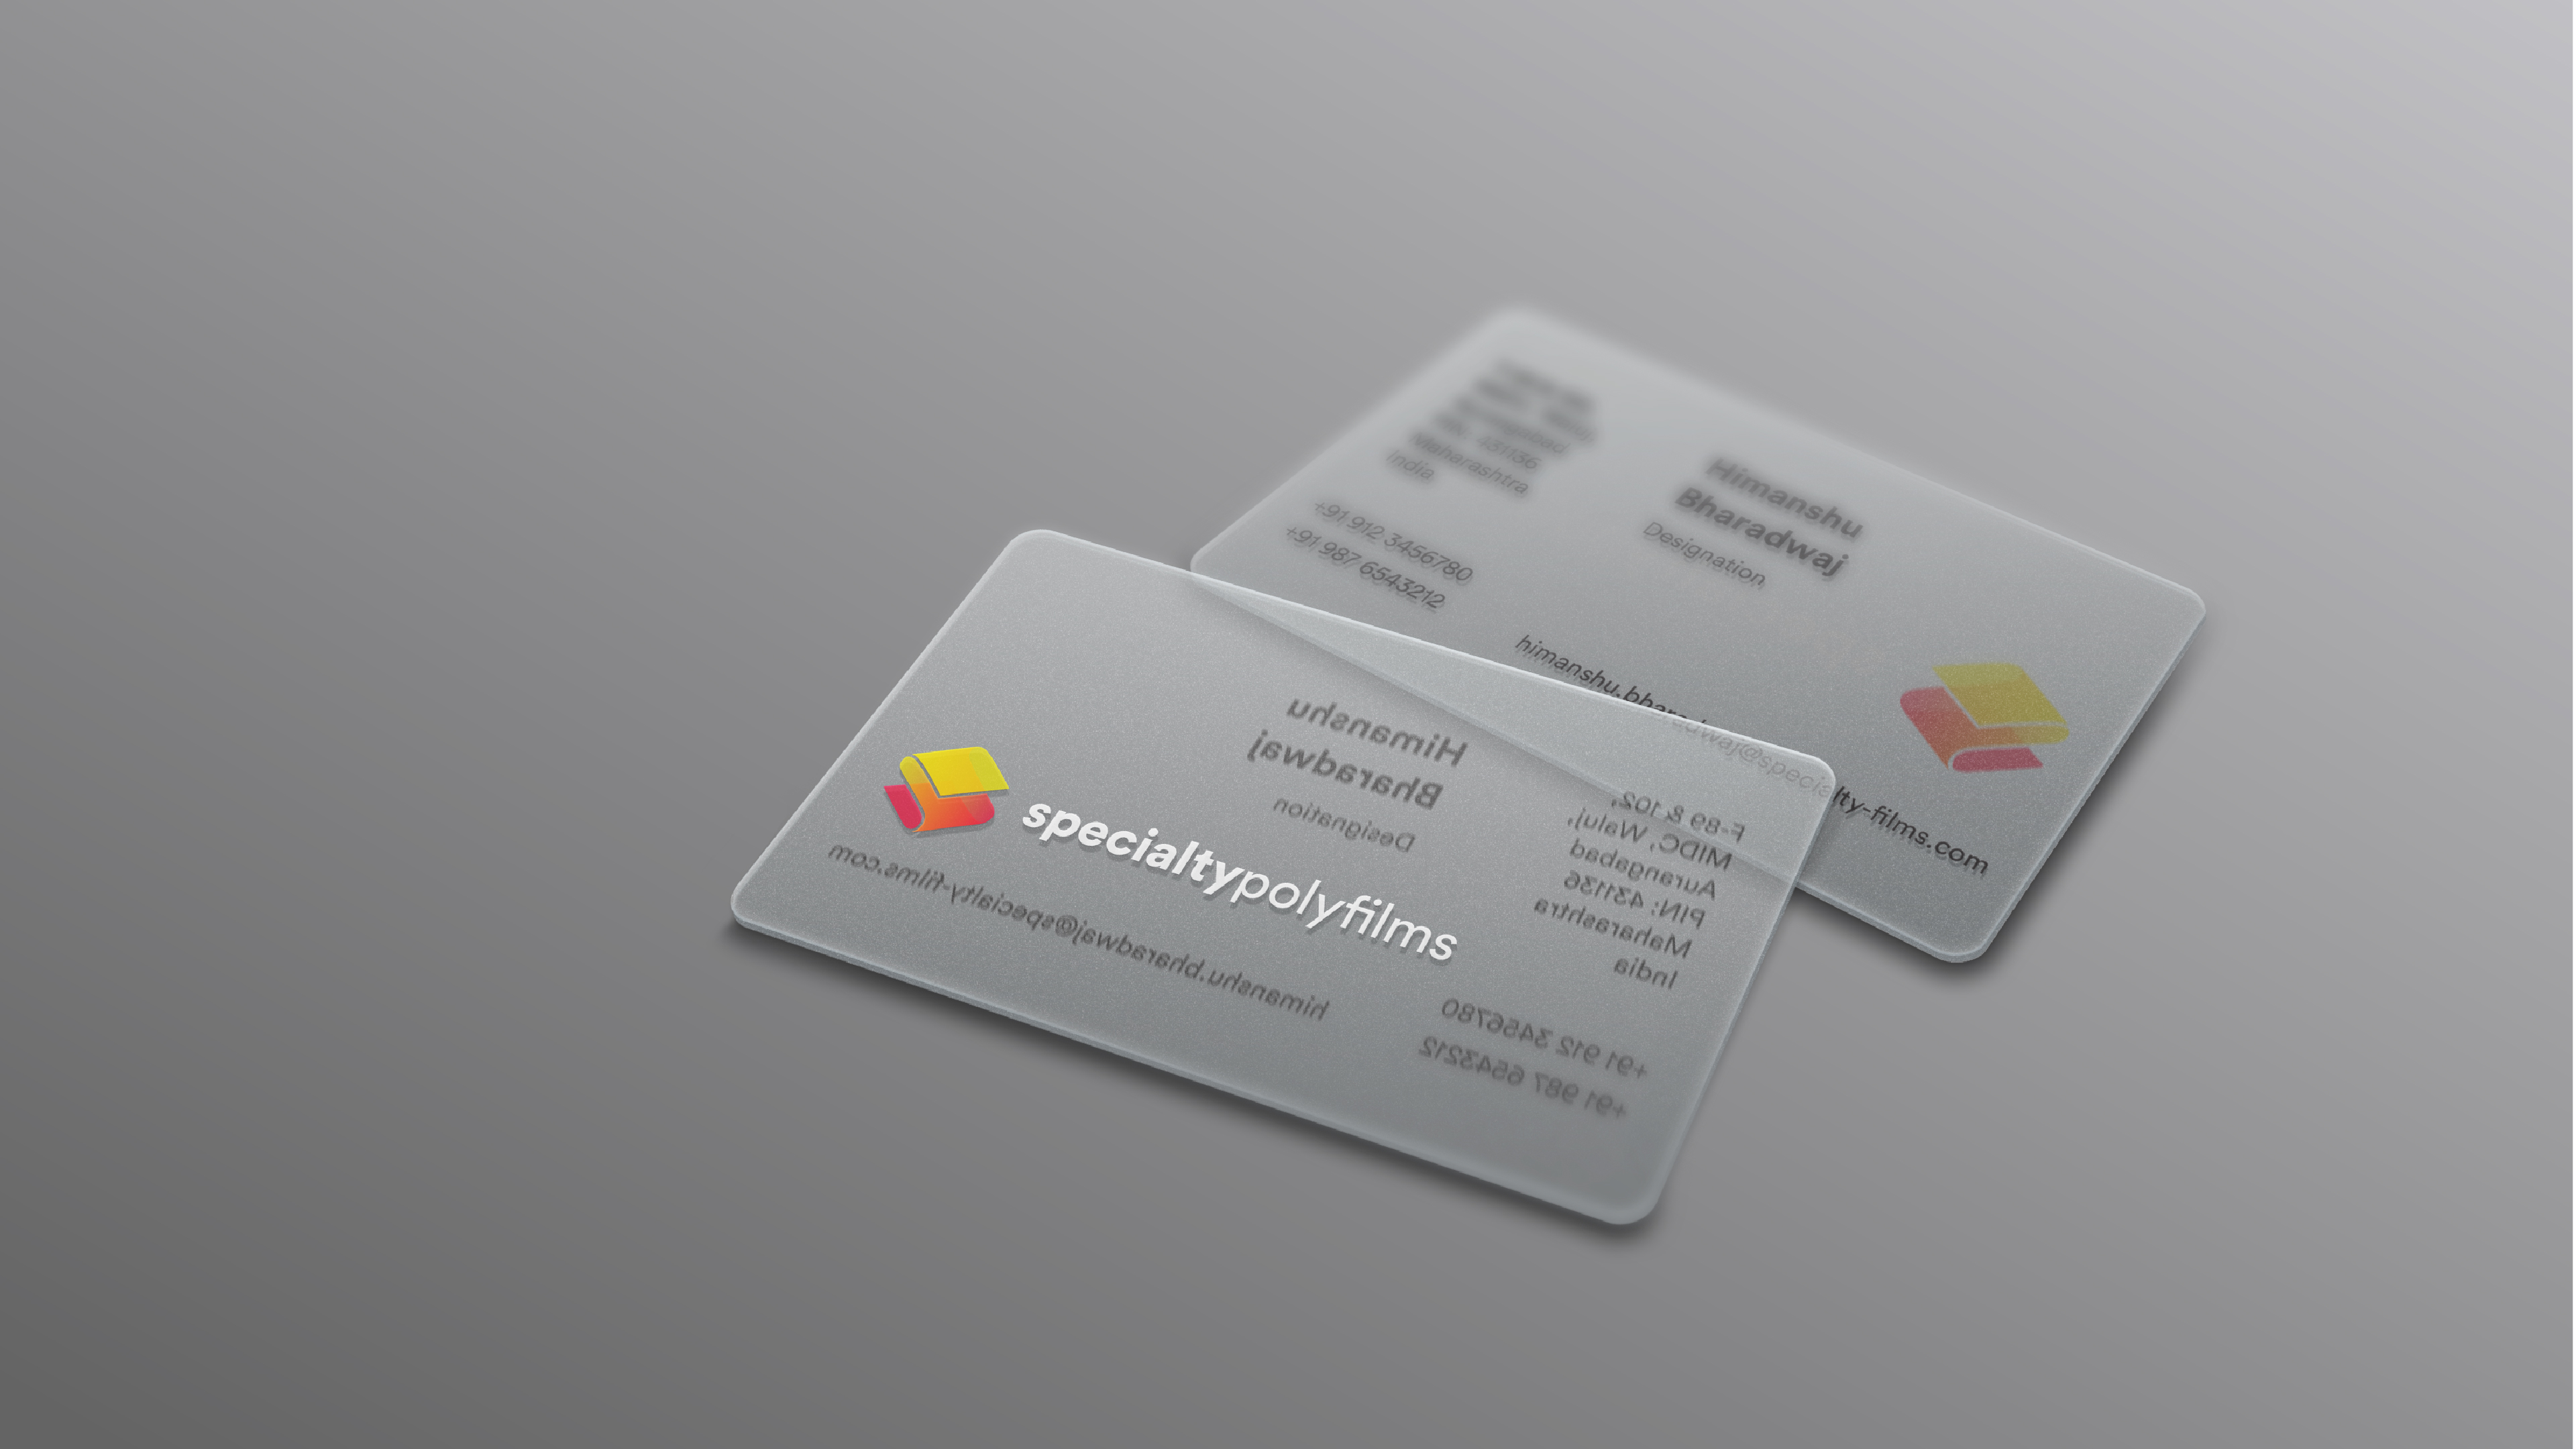 Maharashtra
India
+91 912 3456780
+91 987 6543212
Himanshu
Bharadwaj
Designation
himanshu.bharadwaj@specialty-films.com
specialtypolyfilms
Himanshu
Bharadwaj
Designation
F-89 & 102,
MIDC, Waluj,
Aurangabad
PIN: 431136
Maharashtra
India
+91 912 3456780
+91 987 6543212
himanshu.bharadwaj@specialty-films.com